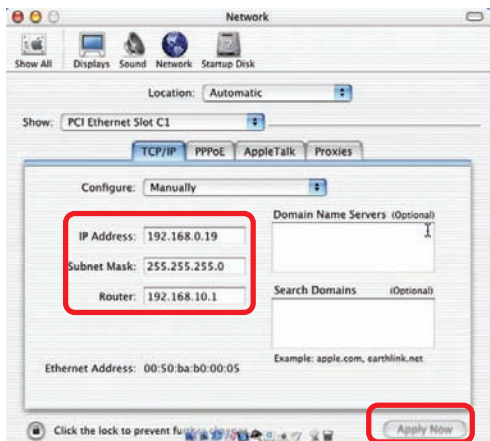 Network
Show All Displays Sound Network Startup Disk
Location: Automatic
Show: PCI Ethernet Slot C1
TCP/IP PPPoE AppleTalk Proxies
Configure: Manually
Domain Name Servers (Optional)
IP Address: 192.168.0.19
Subnet Mask: 255.255.255.0
Router: 192.168.10.1
Search Domains (Optional)
Example: apple.com, earthlink.net
Ethernet Address: 00:50:ba:b0:00:05
Click the lock to prevent
Apply Now